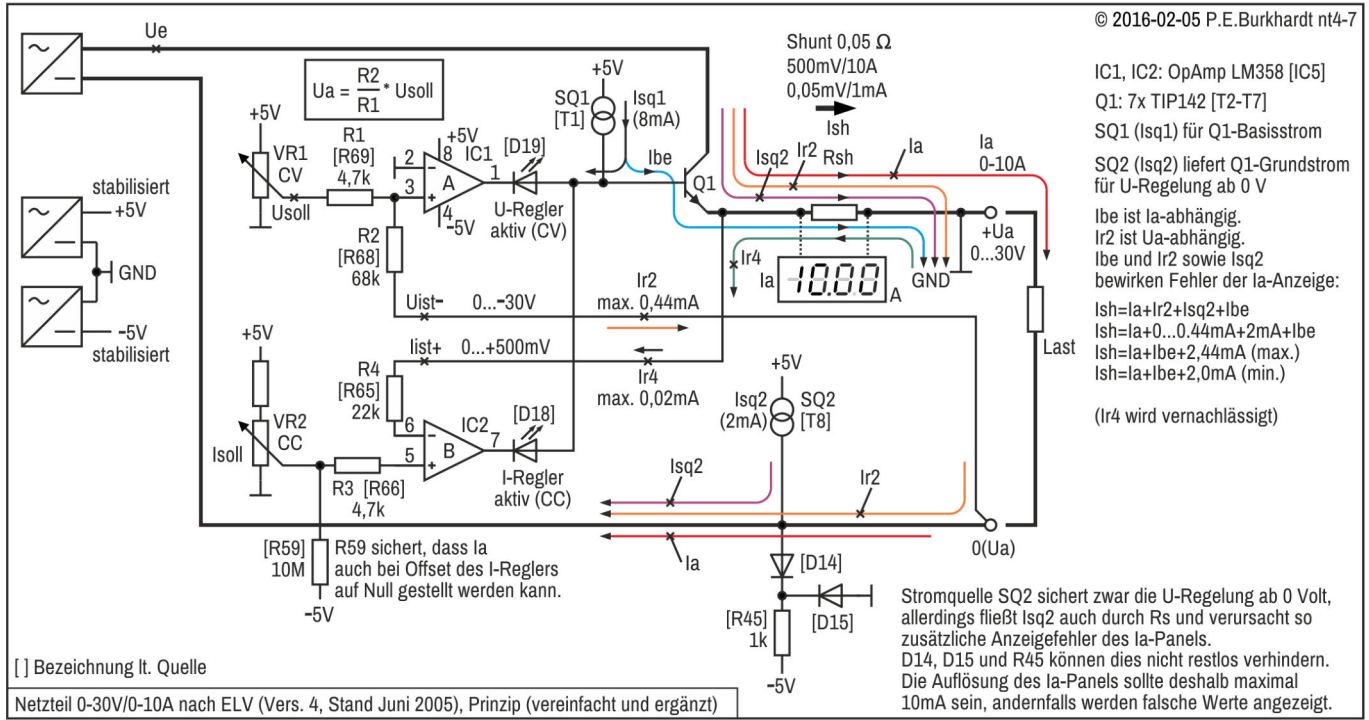 © 2016-02-05 P.E.Burkhardt nt4-7
IC1, IC2: OpAmp LM358 [IC5]
Q1: 7x TIP142 [T2-T7]
SQ1 (Isq1) für Q1-Basisstrom
SQ2 (Isq2) liefert Q1-Grundstrom
für U-Regelung ab 0 V
Ibe ist Ia-abhängig.
Ir2 ist Ua-abhängig.
Ibe und Ir2 sowie Isq2
bewirken Fehler der Ia-Anzeige:
Ish=Ia+Ir2+Isq2+Ibe
Ish=Ia+0...0.44mA+2mA+Ibe
Ish=Ia+Ibe+2,44mA (max.)
Ish=Ia+Ibe+2,0mA (min.)
(Ir4 wird vernachlässigt)
Ue
Ua = R2/R1 * Usoll
+5V
VR1
CV
Usoll
R1
[R69]
4,7k
2
3
+5V
8
IC1
A
1
4
-5V
[D19]
U-Regler
aktiv (CV)
+5V
SQ1
[T1]
Isq1
(8mA)
Ibe
Q1
Shunt 0,05 Ω
500mV/10A
0,05mV/1mA
Ish
Isq2
Ir2
Rsh
Ia
Ia
0-10A
+Ua
0...30V
Ir4
Ia
10.00
A
GND
Last
stabilisiert
+5V
GND
-5V
stabilisiert
R2
[R68]
68k
Uist- 0...-30V
Ir2
max. 0,44mA
Iist+ 0...+500mV
Ir4
max. 0,02mA
+5V
VR2
CC
Isoll
R4
[R65]
22k
6
5
IC2
B
7
[D18]
I-Regler
aktiv (CC)
R3 [R66]
4,7k
+5V
Isq2
(2mA)
SQ2
[T8]
Isq2
Ir2
Ia
0(Ua)
[R59]
10M
-5V
R59 sichert, dass Ia
auch bei Offset des I-Reglers
auf Null gestellt werden kann.
[D14]
[D15]
[R45]
1k
-5V
Stromquelle SQ2 sichert zwar die U-Regelung ab 0 Volt,
allerdings fließt Isq2 auch durch Rs und verursacht so
zusätzliche Anzeigefehler des Ia-Panels.
D14, D15 und R45 können dies nicht restlos verhindern.
Die Auflösung des Ia-Panels sollte deshalb maximal
10mA sein, andernfalls werden falsche Werte angezeigt.
[ ] Bezeichnung lt. Quelle
Netzteil 0-30V/0-10A nach ELV (Vers. 4, Stand Juni 2005), Prinzip (vereinfacht und ergänzt)